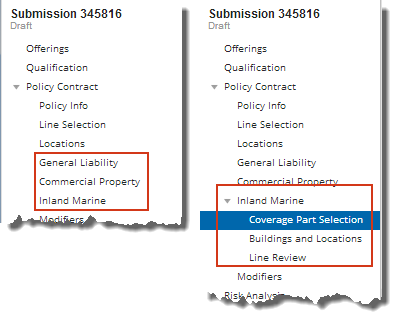 Submission 345816
Draft
Offerings
Qualification
Policy Contract
Policy Info
Line Selection
Locations
General Liability
Commercial Property
Inland Marine
Modifiers
Submission 345816
Draft
Offerings
Qualification
Policy Contract
Policy Info
Line Selection
Locations
General Liability
Commercial Property
Inland Marine
Coverage Part Selection
Buildings and Locations
Line Review
Modifiers
Risk Analysis